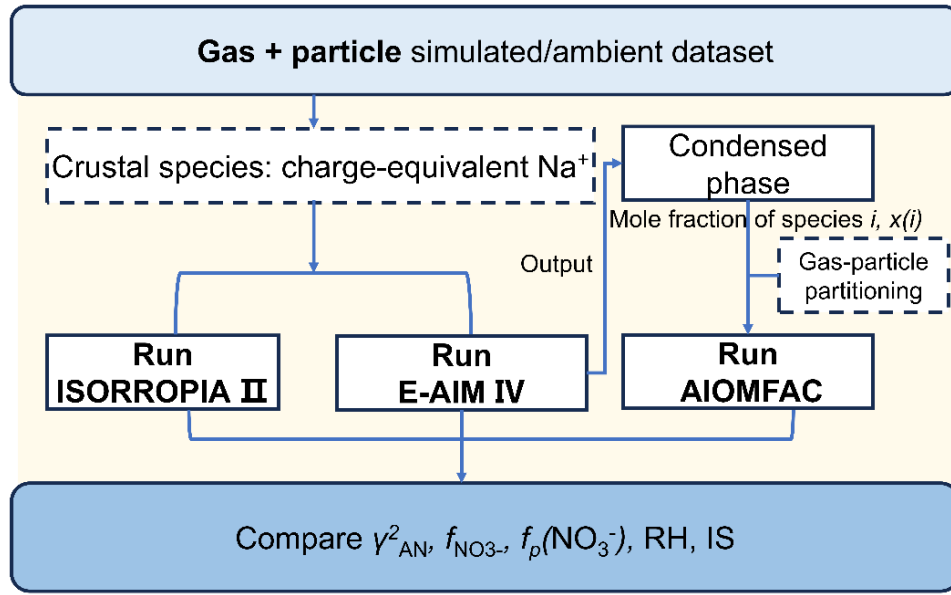 Gas + particle simulated/ambient dataset
Crustal species: charge-equivalent Na⁺
Condensed
phase
Mole fraction of species i, x(i)
Output
Gas-particle
partitioning
Run
ISORROPIA Ⅱ
Run
E-AIM Ⅳ
Run
AIOMFAC
Compare γ²AN, fNO3-, fp(NO₃⁻), RH, IS